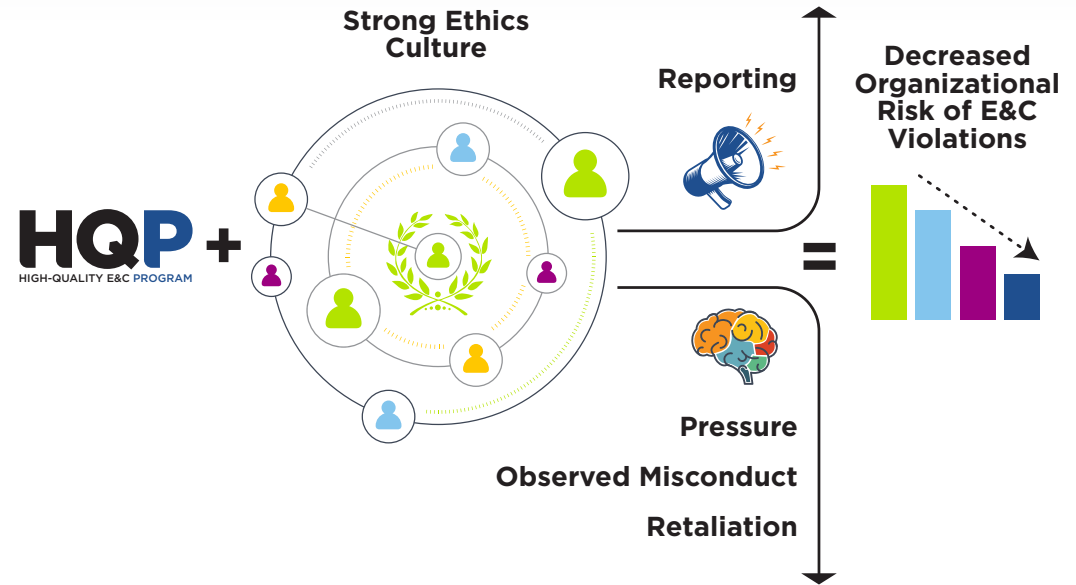 Strong Ethics
Culture
HQP +
HIGH-QUALITY E&C PROGRAM
Reporting
Pressure
Observed Misconduct
Retaliation
=
Decreased
Organizational
Risk of E&C
Violations